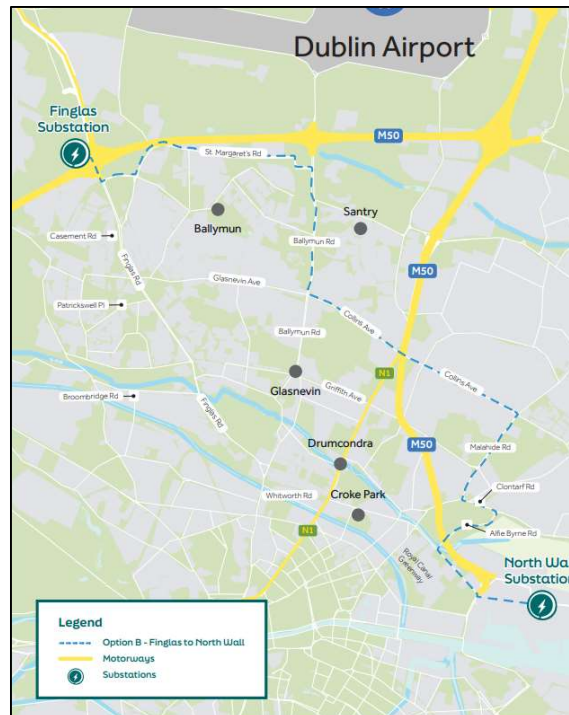 Dublin Airport
Finglas
Substation
M50
St. Margaret's Rd
Santry
Ballymun
Casement Rd
Ballymun Rd
Finglas Rd
M50
Glasnevin Ave
Patrickswell Pl
Collins Ave
Ballymun Rd
N1
Collins Ave
Glasnevin
Griffith Ave
Broombridge Rd
Finglas Rd
M50
Malahide Rd
Drumcondra
Clontarf Rd
Whitworth Rd
Croke Park
N1
Alfie Byrne Rd
Royal Canal
Greenway
North Wa
Substation
Legend
Option B - Finglas to North Wall
Motorways
Substations